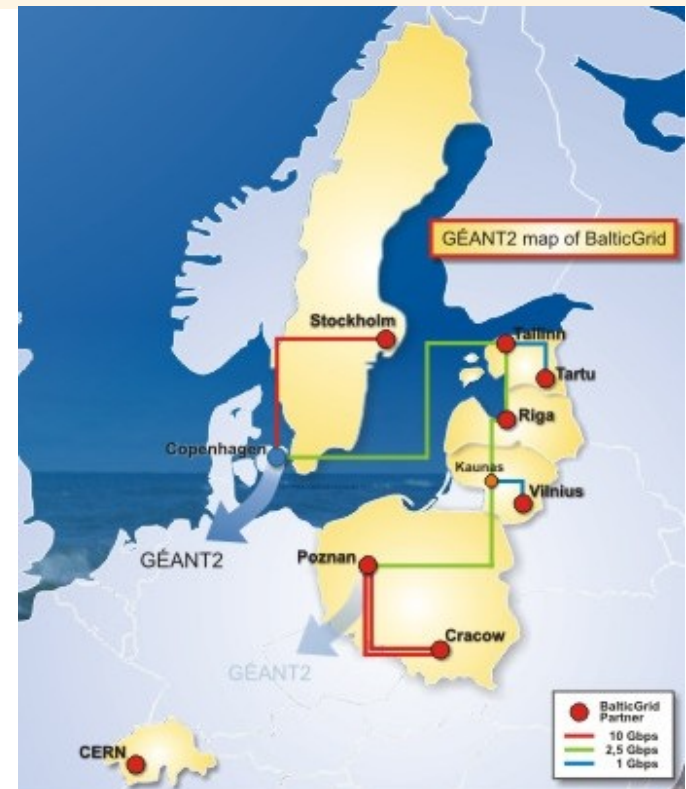 GÉANT2 map of BalticGrid
Stockholm
Tallinn
Tartu
Riga
Copenhagen
Kaunas
Vilnius
GÉANT2
Poznan
Cracow
GÉANT2
CERN
BalticGrid
Partner
10 Gbps
2,5 Gbps
1 Gbps